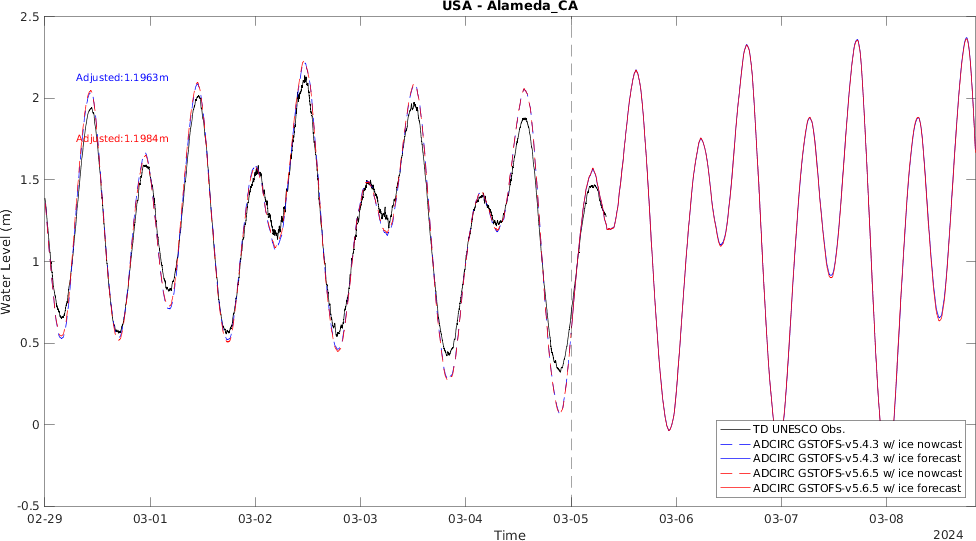 USA - Alameda_CA
2.5
2
1.5
1
0.5
0
-0.5
Water Level (m)
Adjusted:1.1963m
Adjusted:1.1984m
TD UNESCO Obs.
ADCIRC GSTOFS-v5.4.3 w/ ice nowcast
ADCIRC GSTOFS-v5.4.3 w/ ice forecast
ADCIRC GSTOFS-v5.6.5 w/ ice nowcast
ADCIRC GSTOFS-v5.6.5 w/ ice forecast
02-29 03-01 03-02 03-03 03-04 03-05 03-06 03-07 03-08
Time
2024